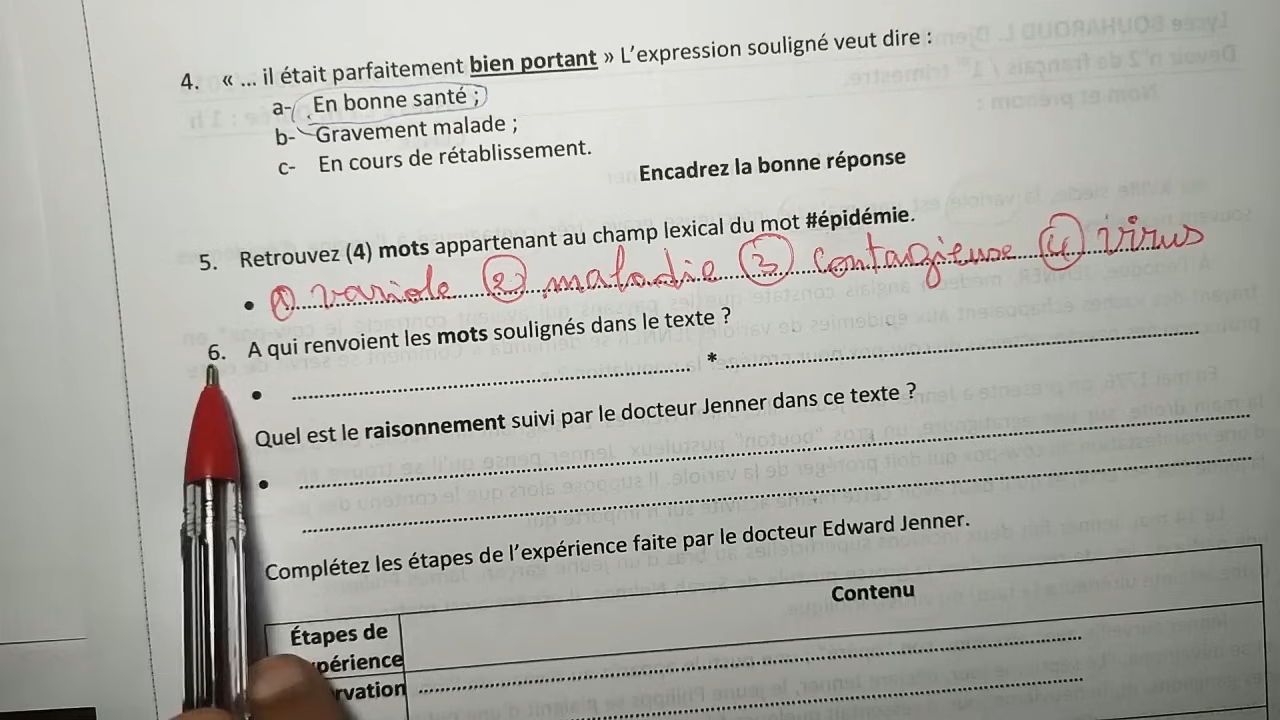 4. « ... il était parfaitement bien portant » L'expression souligné veut dire :
a- En bonne santé ;
b- Gravement malade ;
c- En cours de rétablissement.
Encadrez la bonne réponse
5. Retrouvez (4) mots appartenant au champ lexical du mot #épidémie.
• 1) variole 2) maladie 3) contagieuse 4) virus
6. A qui renvoient les mots soulignés dans le texte ?
• .................... * ....................
Quel est le raisonnement suivi par le docteur Jenner dans ce texte ?
Complétez les étapes de l'expérience faite par le docteur Edward Jenner.
Contenu
Étapes de
périence
rvation